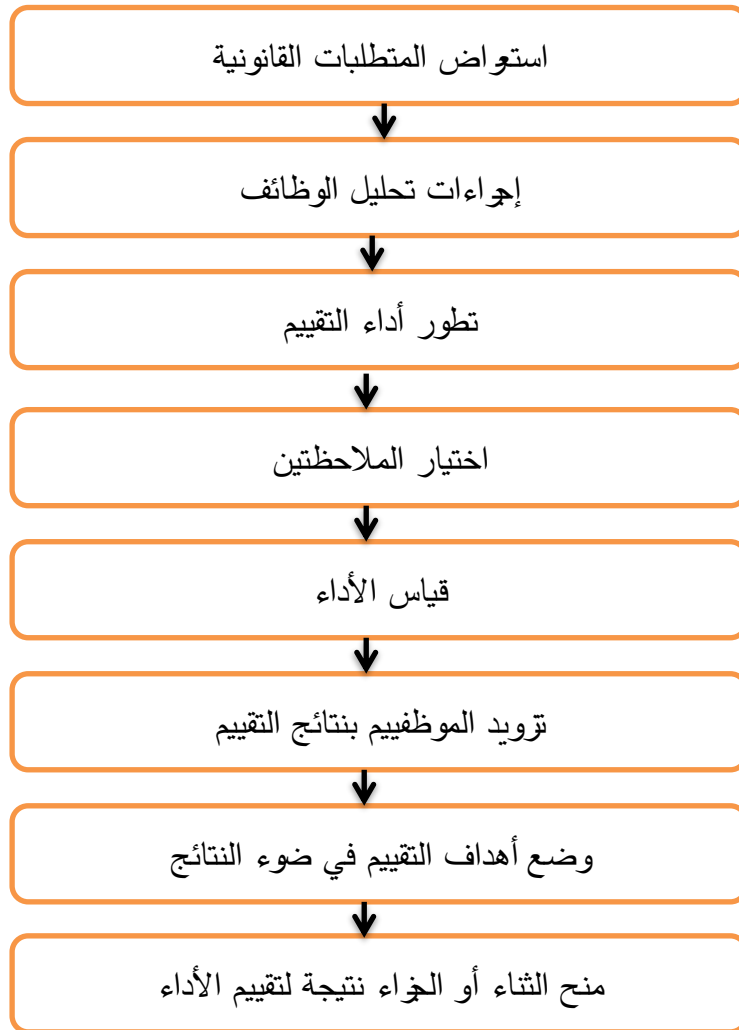 استعراض المتطلبات القانونية
إجراءات تحليل الوظائف
تطور أداء التقييم
اختيار الملاحظتين
قياس الأداء
تزويد الموظفييم بنتائج التقييم
وضع أهداف التقييم في ضوء النتائج
منح الثناء أو الجزاء نتيجة لتقييم الأداء